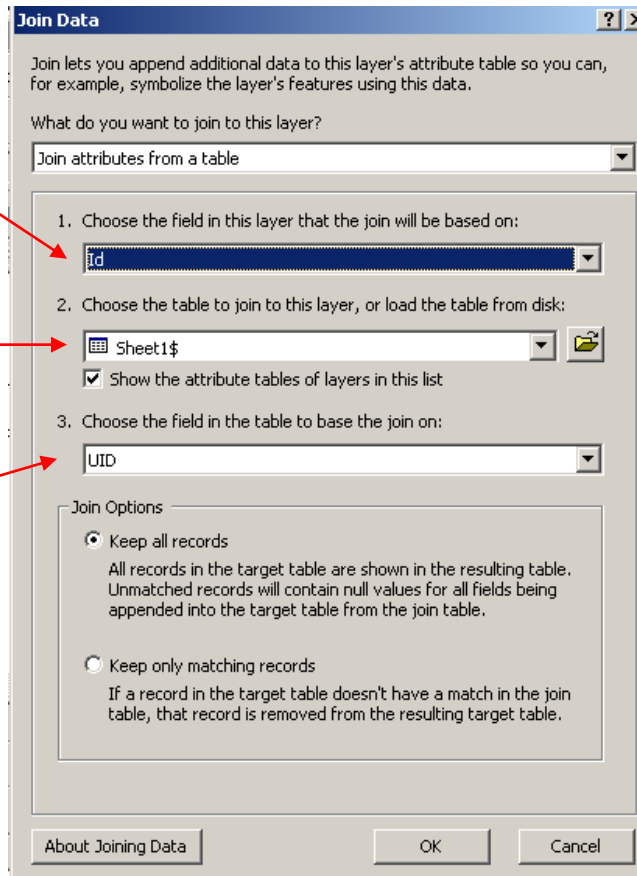 Join Data
Join lets you append additional data to this layer's attribute table so you can,
for example, symbolize the layer's features using this data.
What do you want to join to this layer?
Join attributes from a table
1. Choose the field in this layer that the join will be based on:
Id
2. Choose the table to join to this layer, or load the table from disk:
Sheet1$
Show the attribute tables of layers in this list
3. Choose the field in the table to base the join on:
UID
Join Options
Keep all records
All records in the target table are shown in the resulting table.
Unmatched records will contain null values for all fields being
appended into the target table from the join table.
Keep only matching records
If a record in the target table doesn't have a match in the join
table, that record is removed from the resulting target table.
About Joining Data
OK
Cancel